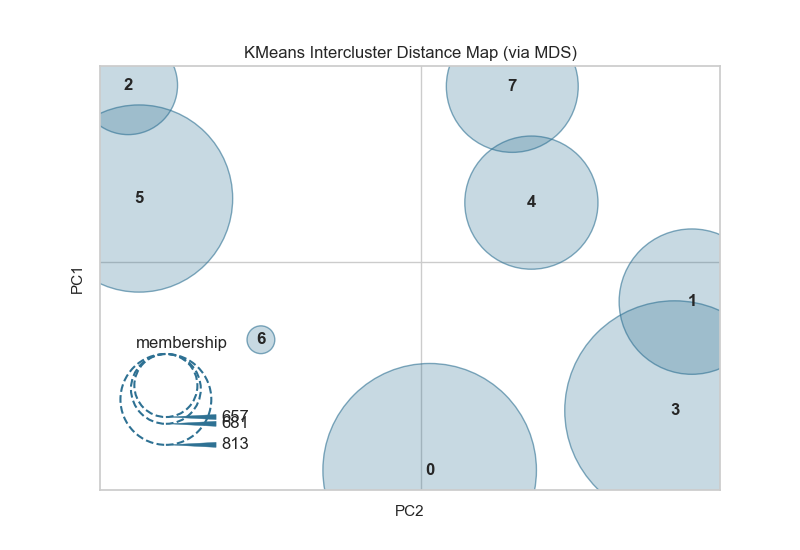 KMeans Intercluster Distance Map (via MDS)
2
7
5
4
PC1
1
6
membership
3
657
681
813
0
PC2